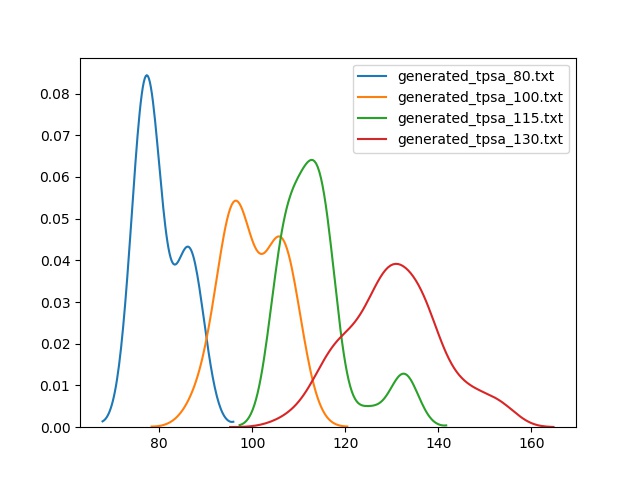 generated_tpsa_80.txt
generated_tpsa_100.txt
generated_tpsa_115.txt
generated_tpsa_130.txt
0.08
0.07
0.06
0.05
0.04
0.03
0.02
0.01
0.00
80 100 120 140 160